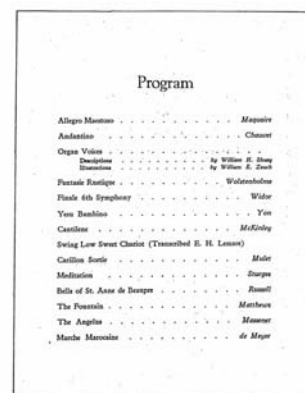 Program
Allegro Maestoso . . . . . . . . . . Maquaire
Andantino . . . . . . . . . . . . Chauvet
Organ Voices . . . . . . . . . . . .
Descriptions . . . . . . . . . by William H.
Illustrations . . . . . . . . . by William E. Zeuch
Fantasie Rustique . . . . . . . . Wolstenholme
Finale 6th Symphony . . . . . . . . . Widor
Yesu Bambino . . . . . . . . . . . Yon
Cantilene . . . . . . . . . . . . McKinley
Swing Low Sweet Chariot (Transcribed E. H. Lemare)
Carillon Sortie . . . . . . . . . . . Mulet
Meditation . . . . . . . . . . . Sturges
Bells of St. Anne de Beaupre . . . . . . Russell
The Fountain . . . . . . . . . . Matthews
The Angelus . . . . . . . . . . . Massenet
Marche Marocaine . . . . . . . . . de Meyer